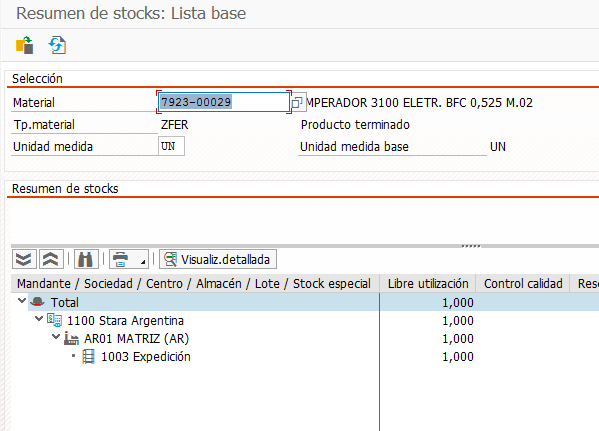 Resumen de stocks: Lista base
Selección
Material 7923-00029 MPERADOR 3100 ELETR. BFC 0,525 M.02
Tp.material ZFER Producto terminado
Unidad medida UN Unidad medida base UN
Resumen de stocks
Visualiz.detallada
Mandante / Sociedad / Centro / Almacén / Lote / Stock especial Libre utilización Control calidad Rese
Total 1,000
1100 Stara Argentina 1,000
AR01 MATRIZ (AR) 1,000
1003 Expedición 1,000